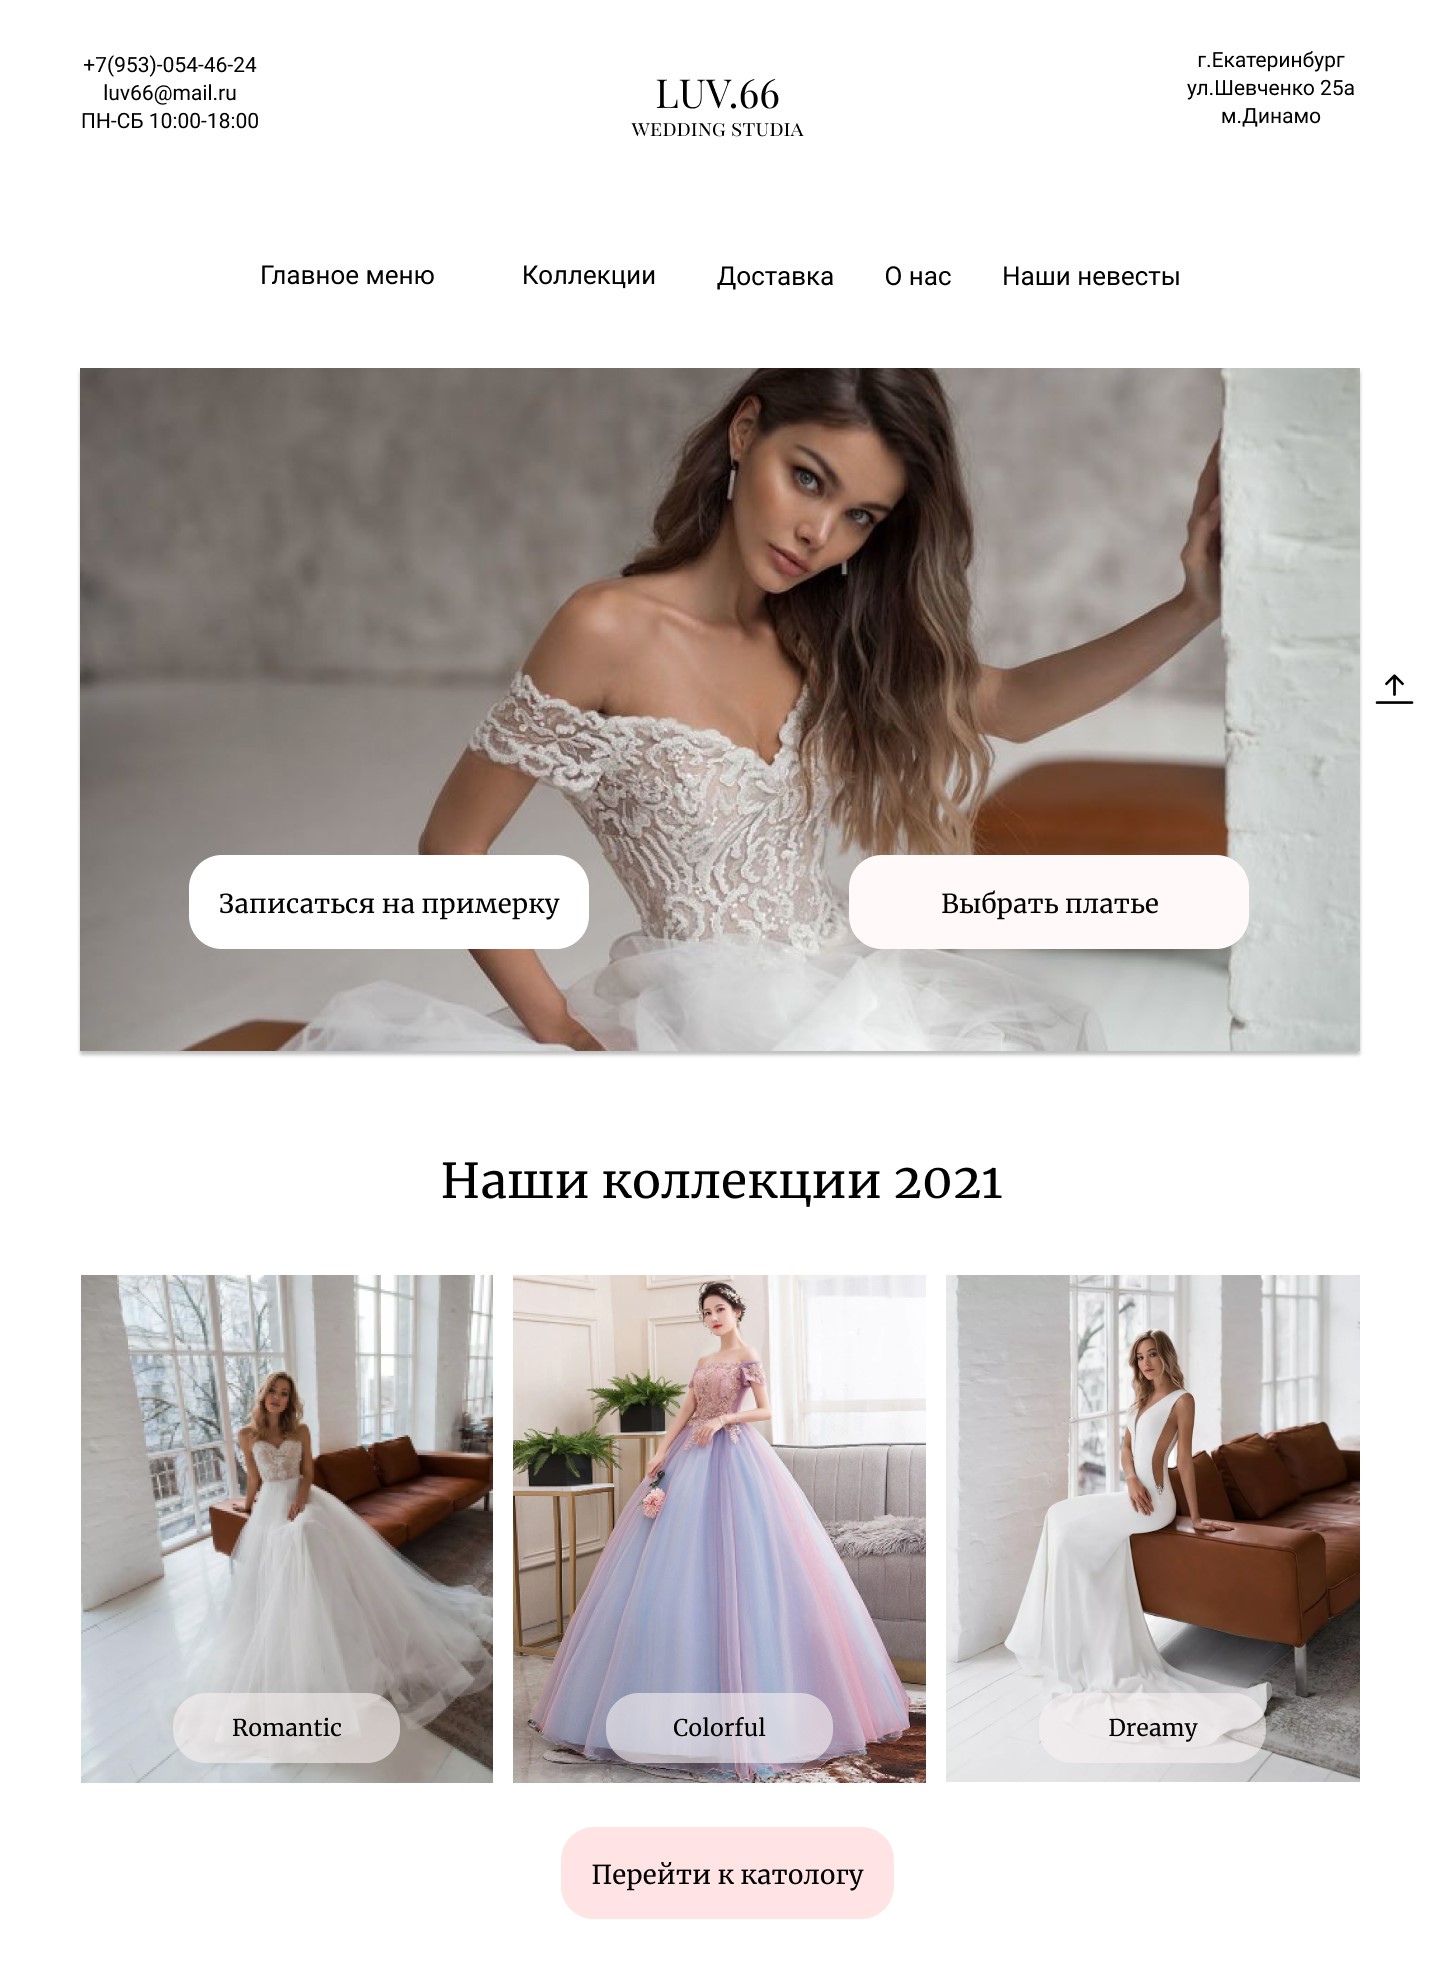 +7(953)-054-46-24
luv66@mail.ru
ПН-СБ 10:00-18:00
LUV.66
WEDDING STUDIA
г.Екатеринбург
ул.Шевченко 25а
м.Динамо
Главное меню
Коллекции
Доставка
О нас
Наши невесты
Записаться на примерку
Выбрать платье
Наши коллекции 2021
Romantic
Colorful
Dreamy
Перейти к катологу